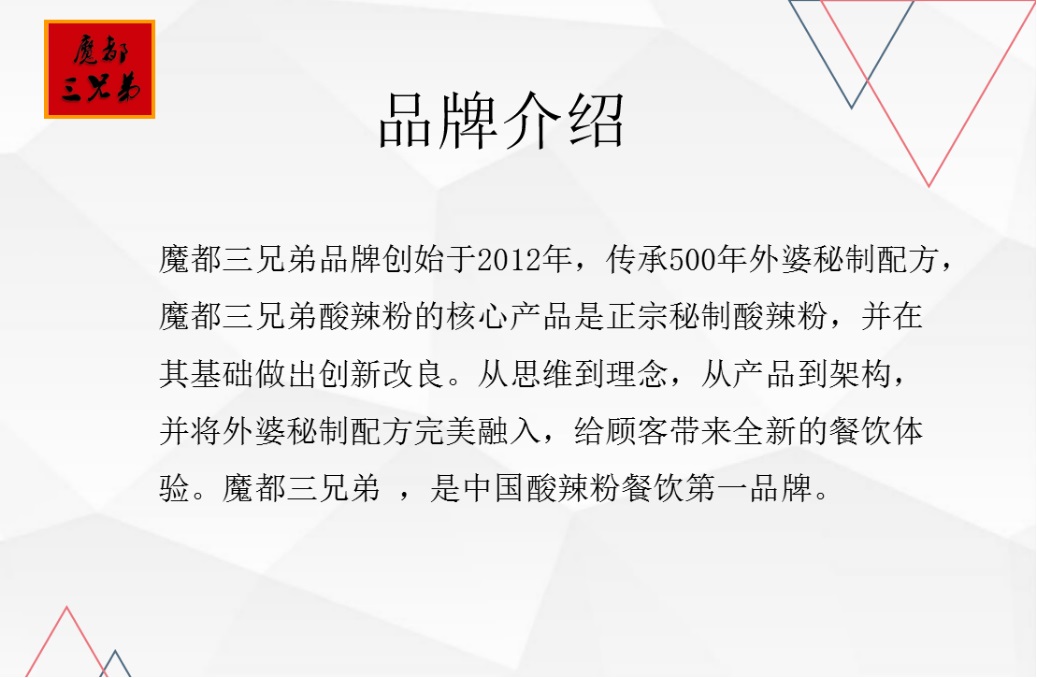 魔都
三兄弟
品牌介绍
魔都三兄弟品牌创始于2012年，传承500年外婆秘制配方，
魔都三兄弟酸辣粉的核心产品是正宗秘制酸辣粉，并在
其基础做出创新改良。从思维到理念，从产品到架构，
并将外婆秘制配方完美融入，给顾客带来全新的餐饮体
验。魔都三兄弟 ，是中国酸辣粉餐饮第一品牌。